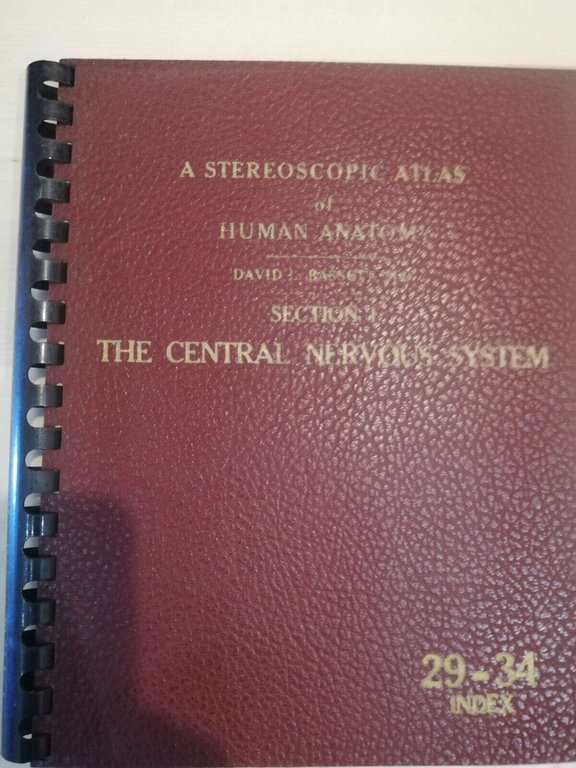 A STEREOSCOPIC ATLAS
of
HUMAN ANATOMY
DAVID L. BASSETT, M.D.
SECTION I
THE CENTRAL NERVOUS SYSTEM
29-34
INDEX